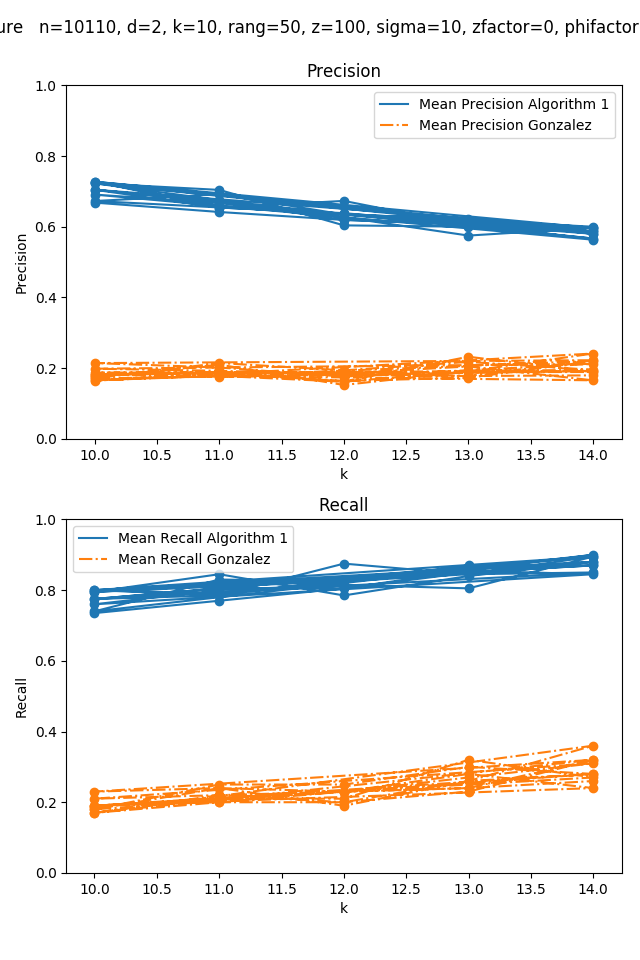 ure n=10110, d=2, k=10, rang=50, z=100, sigma=10, zfactor=0, phifactor
Precision
1.0
Mean Precision Algorithm 1
Mean Precision Gonzalez
0.8
0.6
Precision
0.4
0.2
0.0
10.0 10.5 11.0 11.5 12.0 12.5 13.0 13.5 14.0
k
Recall
1.0
Mean Recall Algorithm 1
Mean Recall Gonzalez
0.8
0.6
Recall
0.4
0.2
0.0
10.0 10.5 11.0 11.5 12.0 12.5 13.0 13.5 14.0
k